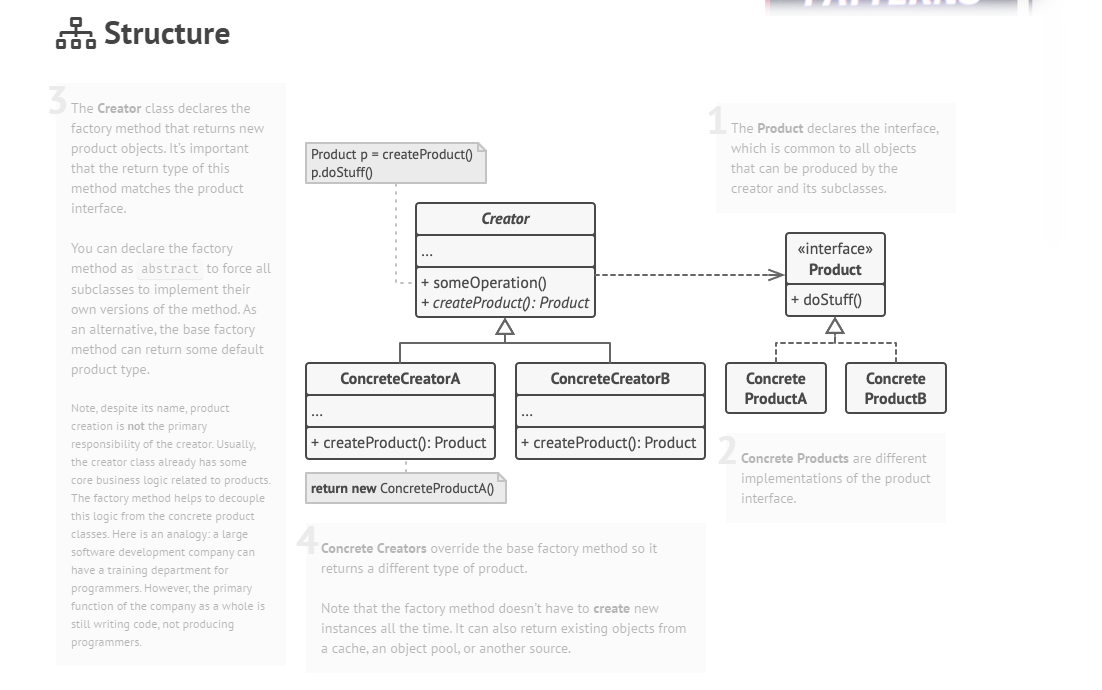 PATTERNS
Structure
3
The Creator class declares the
factory method that returns new
product objects. It's important
that the return type of this
method matches the product
interface.
You can declare the factory
method as abstract to force all
subclasses to implement their
own versions of the method. As
an alternative, the base factory
method can return some default
product type.
Note, despite its name, product
creation is not the primary
responsibility of the creator. Usually,
the creator class already has some
core business logic related to products.
The factory method helps to decouple
this logic from the concrete product
classes. Here is an analogy: a large
software development company can
have a training department for
programmers. However, the primary
function of the company as a whole is
still writing code, not producing
programmers.
Product p = createProduct()
p.doStuff()
Creator
...
+ someOperation()
+ createProduct(): Product
ConcreteCreatorA
...
+ createProduct(): Product
ConcreteCreatorB
...
+ createProduct(): Product
return new ConcreteProductA()
1
The Product declares the interface,
which is common to all objects
that can be produced by the
creator and its subclasses.
«interface»
Product
+ doStuff()
Concrete
ProductA
Concrete
ProductB
2
Concrete Products are different
implementations of the product
interface.
4
Concrete Creators override the base factory method so it
returns a different type of product.
Note that the factory method doesn't have to create new
instances all the time. It can also return existing objects from
a cache, an object pool, or another source.